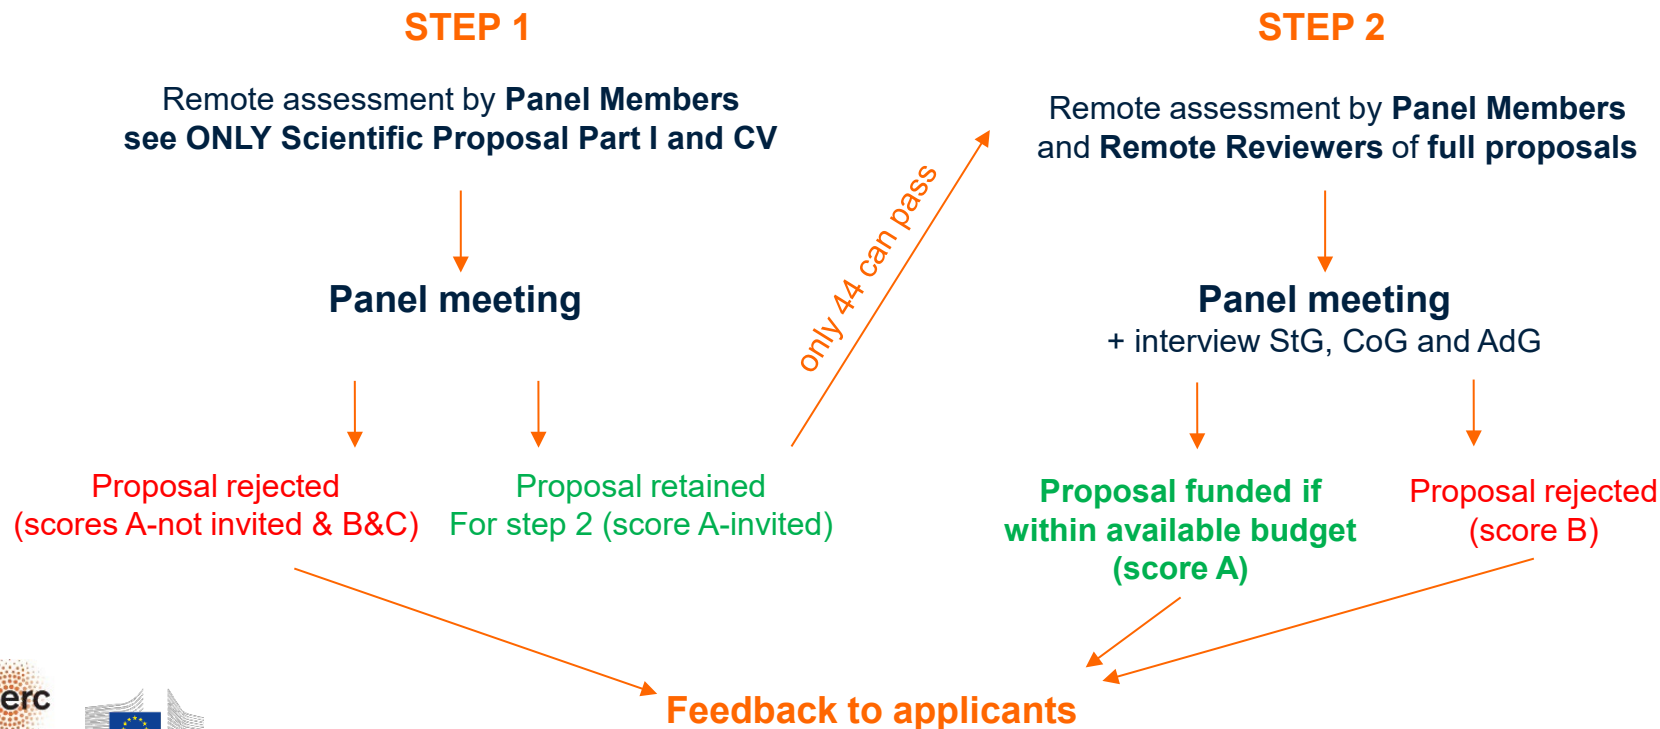 STEP 1
Remote assessment by Panel Members
see ONLY Scientific Proposal Part I and CV
Panel meeting
Proposal rejected
(scores A-not invited & B&C)
Proposal retained
For step 2 (score A-invited)
only 44 can pass
STEP 2
Remote assessment by Panel Members
and Remote Reviewers of full proposals
Panel meeting
+ interview StG, CoG and AdG
Proposal funded if
within available budget
(score A)
Proposal rejected
(score B)
Feedback to applicants
erc